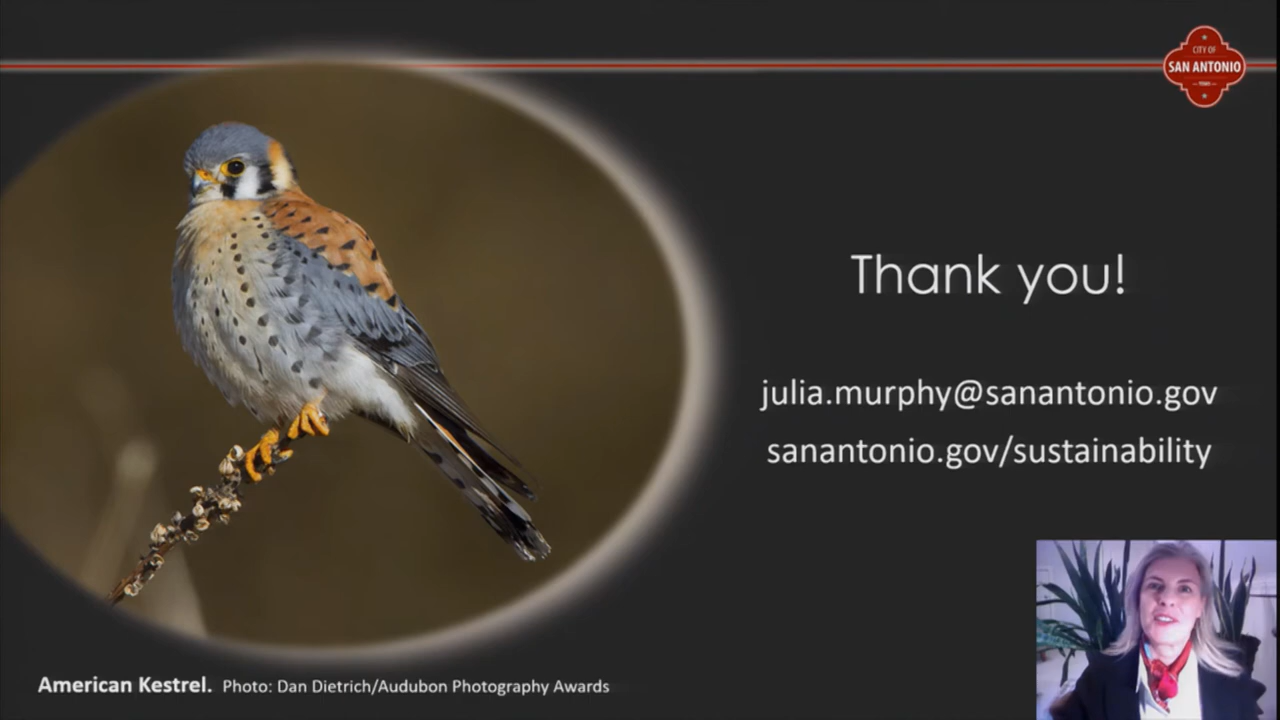 CITY OF
SAN ANTONIO
Thank you!
julia.murphy@sanantonio.gov
sanantonio.gov/sustainability
American Kestrel. Photo: Dan Dietrich/Audubon Photography Awards